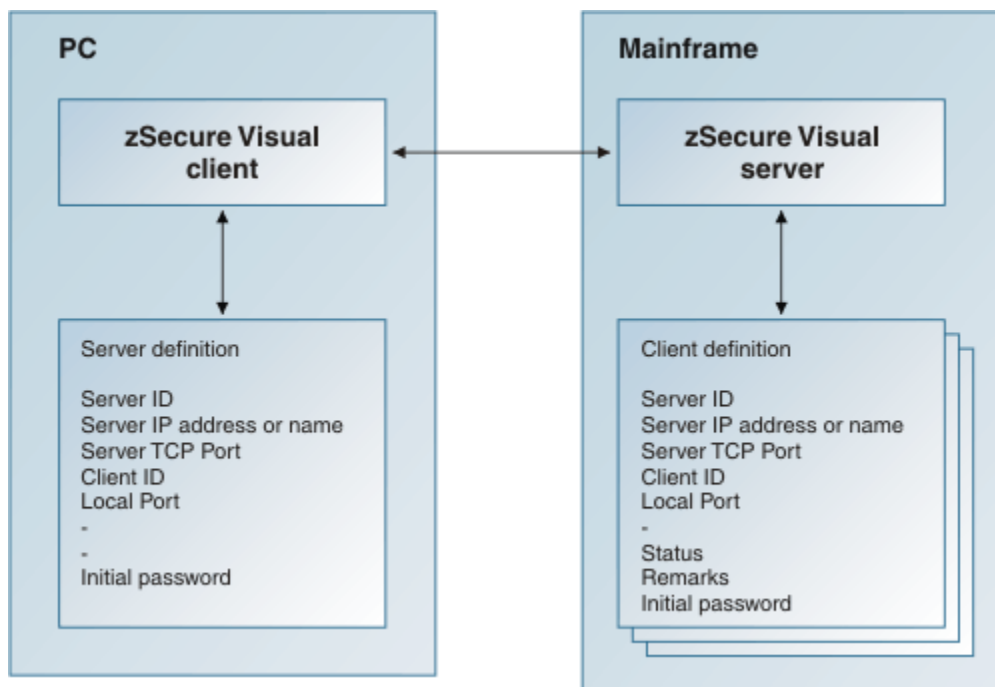 PC
zSecure Visual
client
Server definition
Server ID
Server IP address or name
Server TCP Port
Client ID
Local Port
-
-
Initial password
Mainframe
zSecure Visual
server
Client definition
Server ID
Server IP address or name
Server TCP Port
Client ID
Local Port
-
Status
Remarks
Initial password